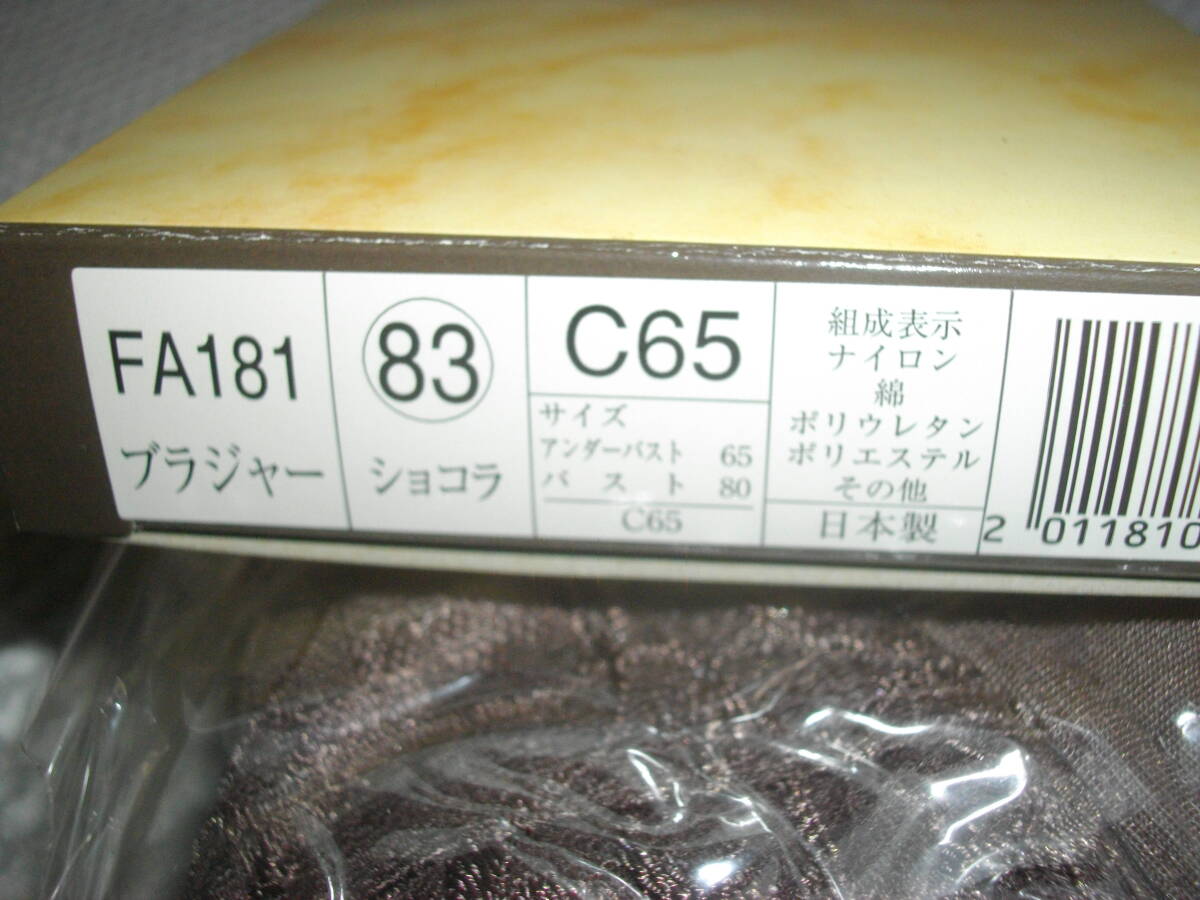 FA181
ブラジャー
83
ショコラ
C65
サイズ
アンダーバスト 65
バスト 80
C65
組成表示
ナイロン
綿
ポリウレタン
ポリエステル
その他
日本製
2 011810